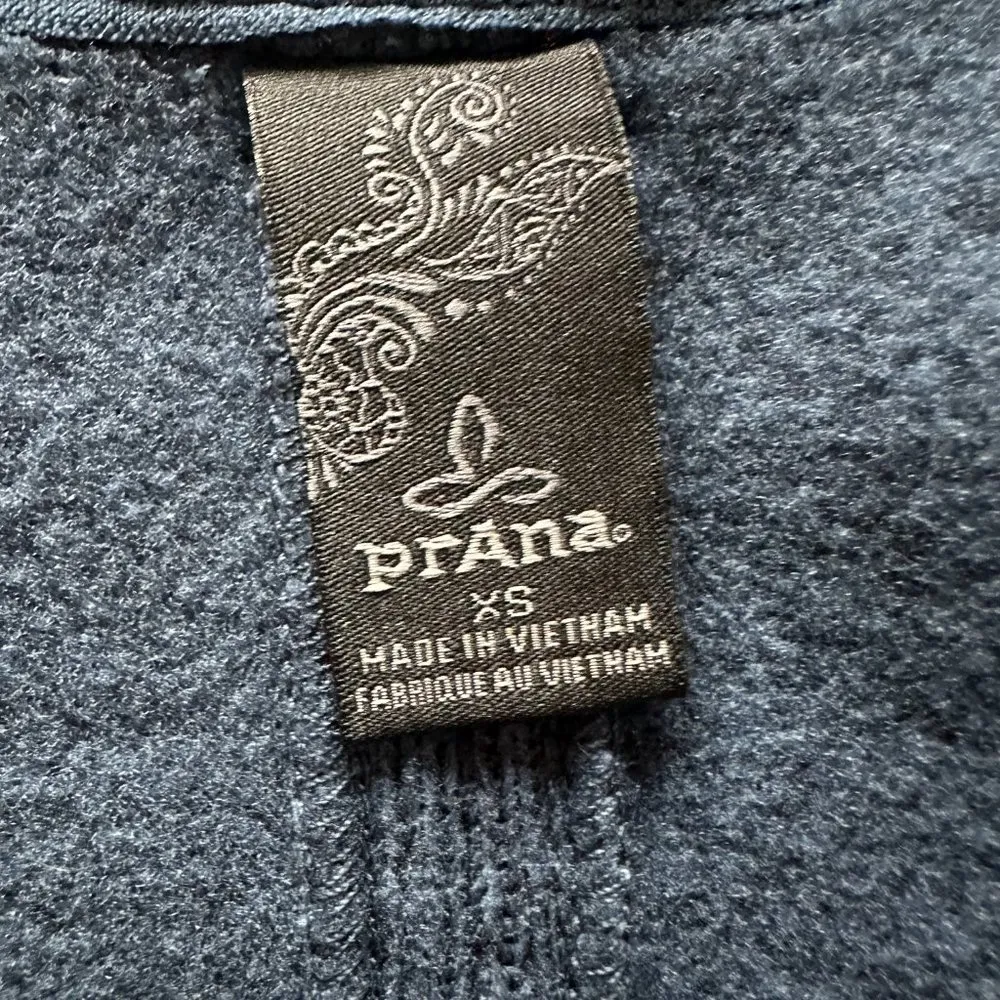 prAna
XS
MADE IN VIETNAM
FABRIQUE AU VIETNAM